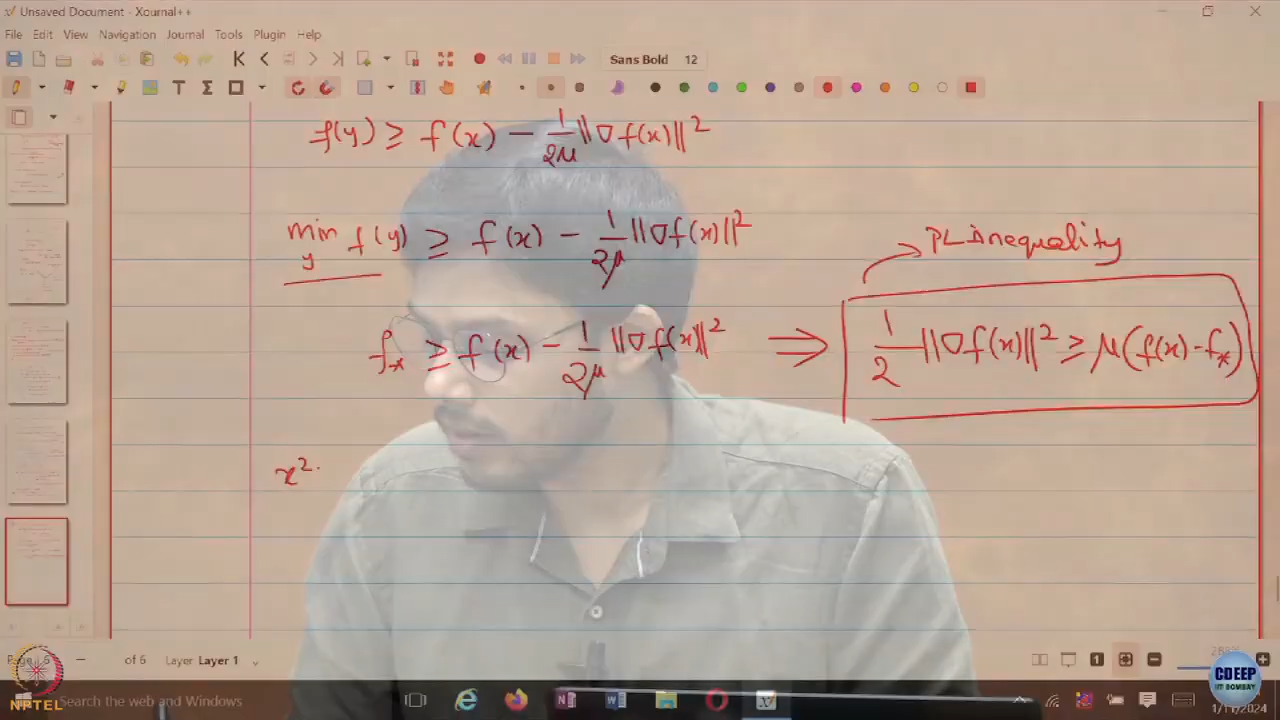 Unsaved Document - Xournal++
File Edit View Navigation Journal Tools Plugin Help
Sans Bold 12
f(y) ≥ f(x) - 1/2μ ||∇f(x)||²
min y f(y) ≥ f(x) - 1/2μ ||∇f(x)||²
PL Inequality
f* ≥ f(x) - 1/2μ ||∇f(x)||² ⟹ 1/2 ||∇f(x)||² ≥ μ(f(x) - f*)
x².
of 6 Layer Layer 1
Search the web and Windows
NPTEL
CDEEP
IIT BOMBAY